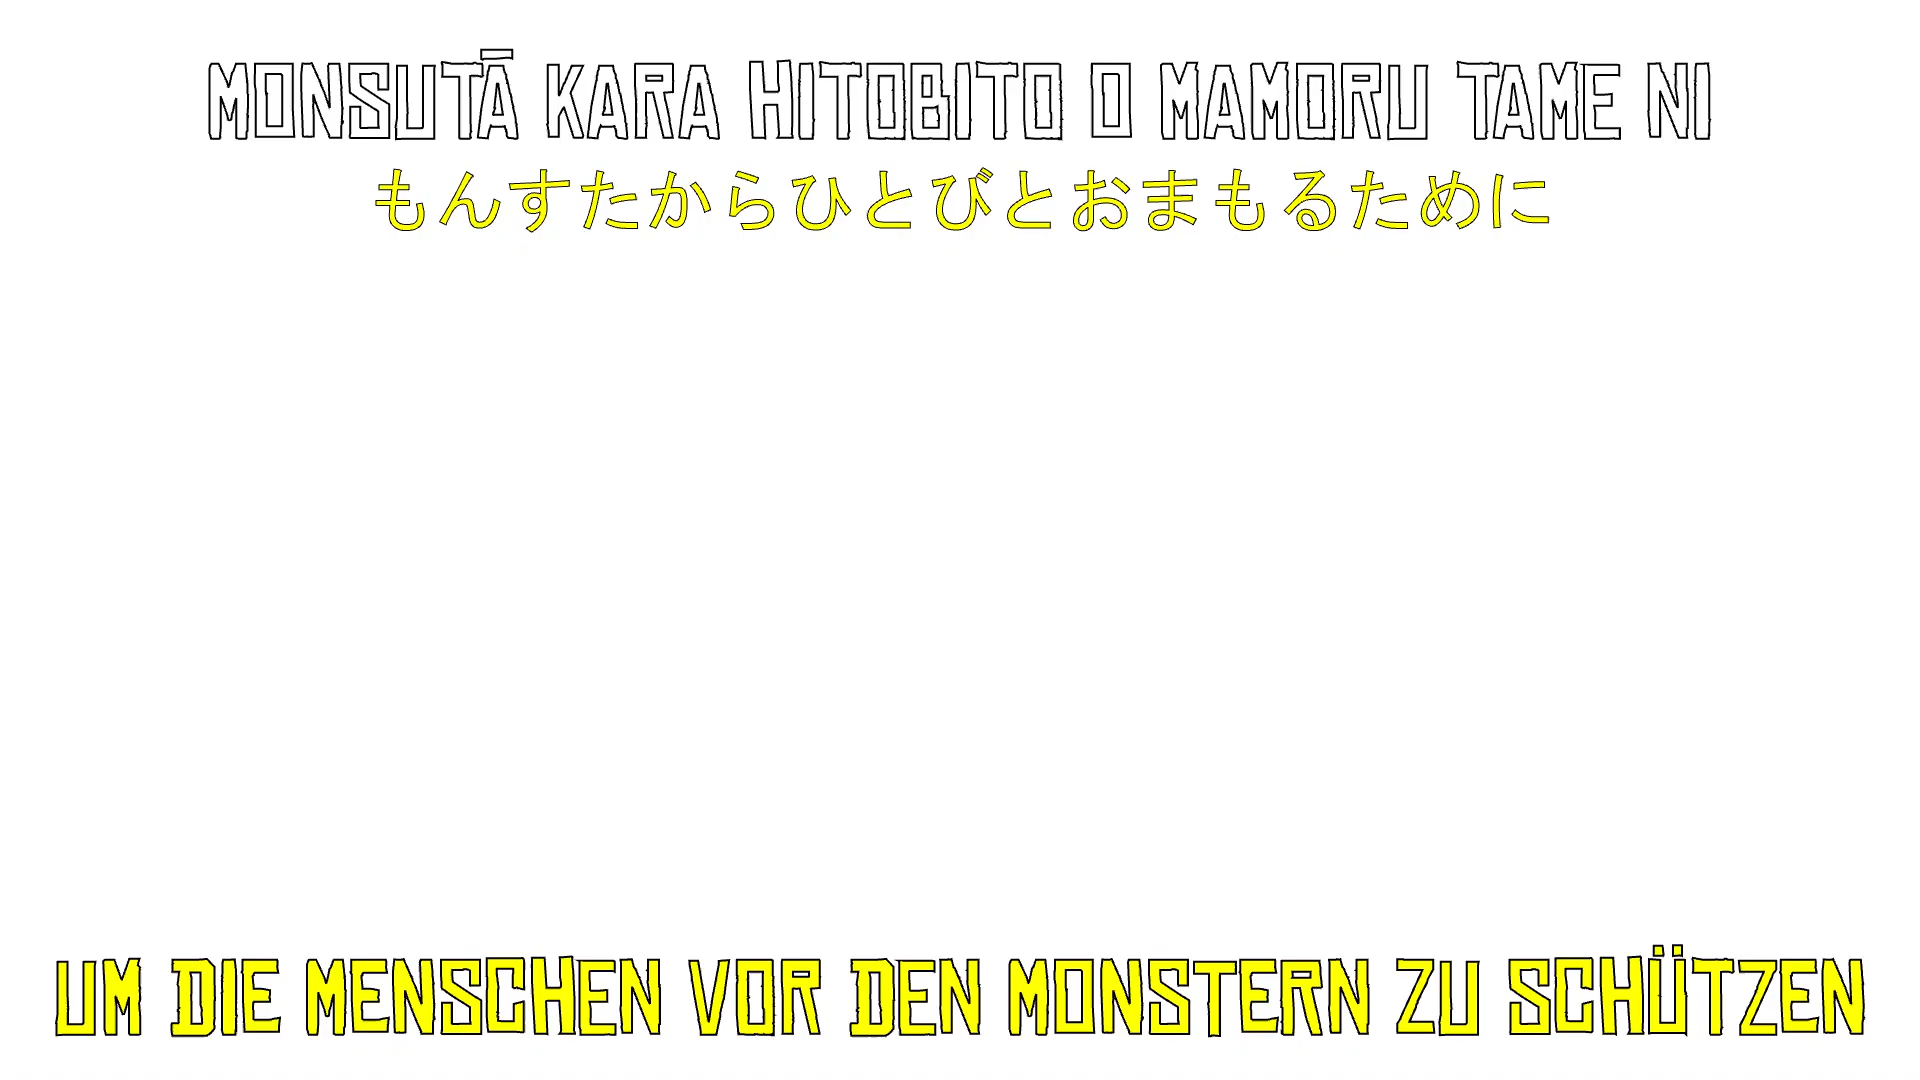 MONSUTĀ KARA HITOBITO O MAMORU TAME NI
もんすたからひとびとおまもるために
UM DIE MENSCHEN VOR DEN MONSTERN ZU SCHÜTZEN